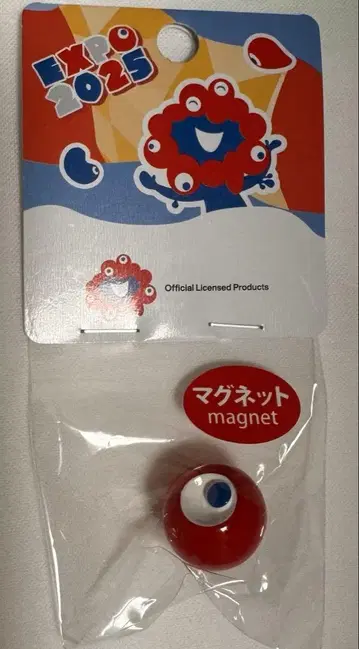 EXPO
2025
Official Licensed Products
マグネット
magnet